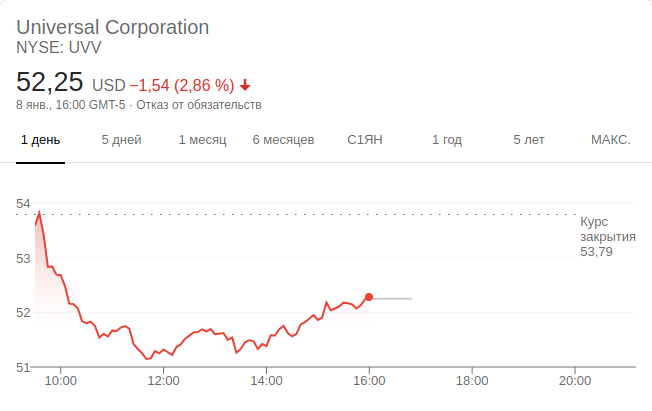 Universal Corporation
NYSE: UVV
52,25 USD −1,54 (2,86 %)
8 янв., 16:00 GMT-5 · Отказ от обязательств
1 день 5 дней 1 месяц 6 месяцев С1ЯН 1 год 5 лет МАКС.
54
Курс
закрытия
53,79
53
52
51
10:00 12:00 14:00 16:00 18:00 20:00